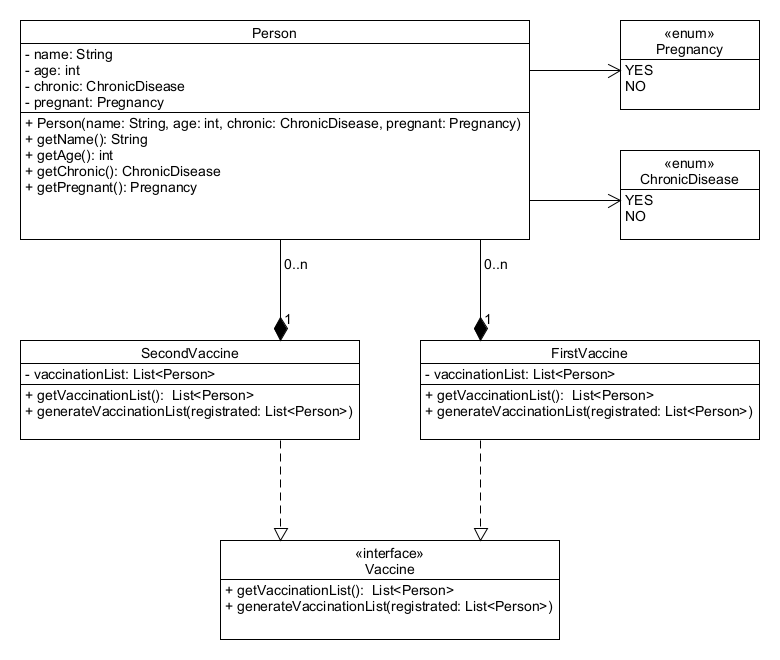 Person
- name: String
- age: int
- chronic: ChronicDisease
- pregnant: Pregnancy
+ Person(name: String, age: int, chronic: ChronicDisease, pregnant: Pregnancy)
+ getName(): String
+ getAge(): int
+ getChronic(): ChronicDisease
+ getPregnant(): Pregnancy
«enum»
Pregnancy
YES
NO
«enum»
ChronicDisease
YES
NO
0..n
0..n
1
1
SecondVaccine
- vaccinationList: List<Person>
+ getVaccinationList():  List<Person>
+ generateVaccinationList(registrated: List<Person>)
FirstVaccine
- vaccinationList: List<Person>
+ getVaccinationList():  List<Person>
+ generateVaccinationList(registrated: List<Person>)
«interface»
Vaccine
+ getVaccinationList():  List<Person>
+ generateVaccinationList(registrated: List<Person>)